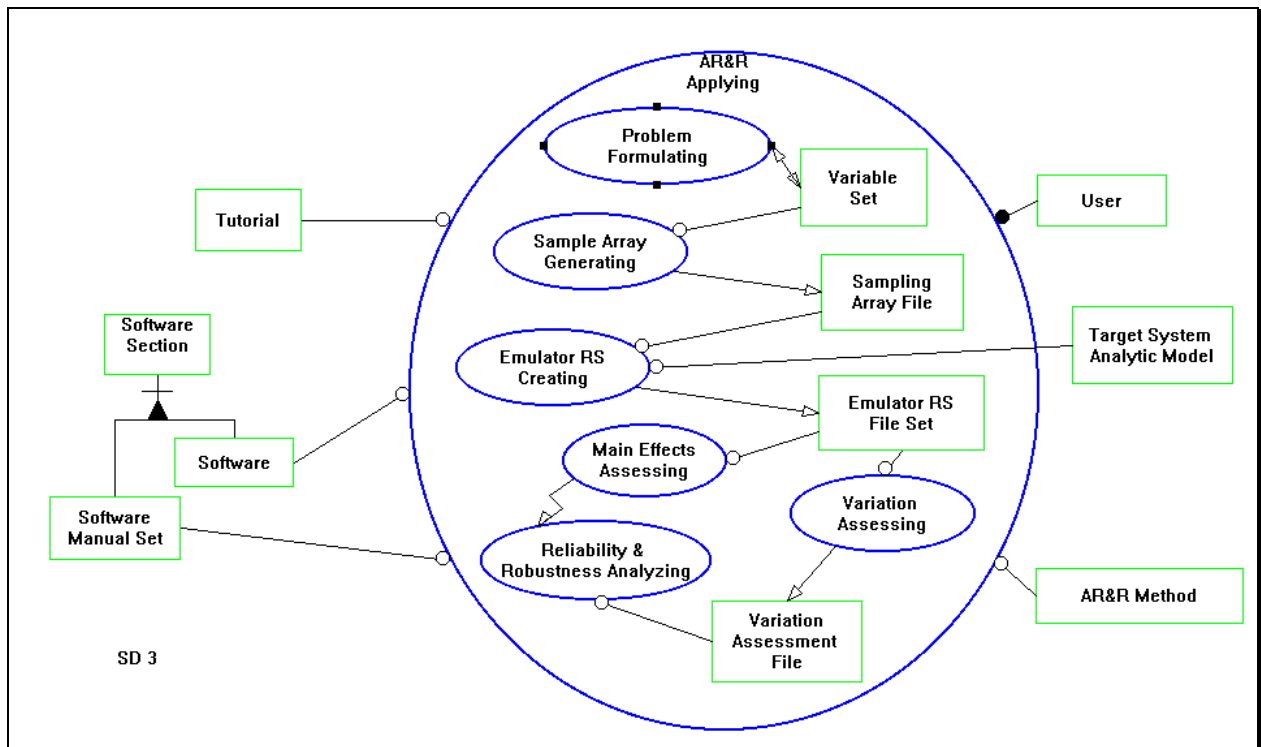 AR&R
Applying
Problem
Formulating
Variable
Set
Tutorial
User
Sample Array
Generating
Sampling
Array File
Software
Section
Emulator RS
Creating
Target System
Analytic Model
Emulator RS
File Set
Software
Main Effects
Assessing
Software
Manual Set
Variation
Assessing
Reliability &
Robustness Analyzing
AR&R Method
Variation
Assessment
File
SD 3